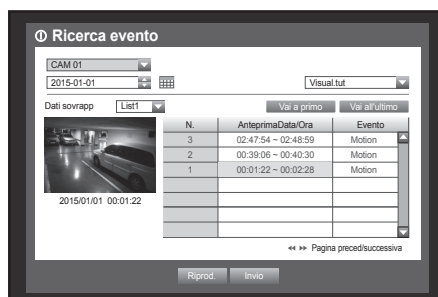 Ricerca evento
CAM 01
2015-01-01
Visual.tut
Dati sovrapp List1 Vai a primo Vai all'ultimo
N. AnteprimaData/Ora Evento
3 02:47:54 ~ 02:48:59 Motion
2 00:39:06 ~ 00:40:30 Motion
1 00:01:22 ~ 00:02:28 Motion
2015/01/01 00:01:22
Pagina preced/successiva
Riprod. Invio